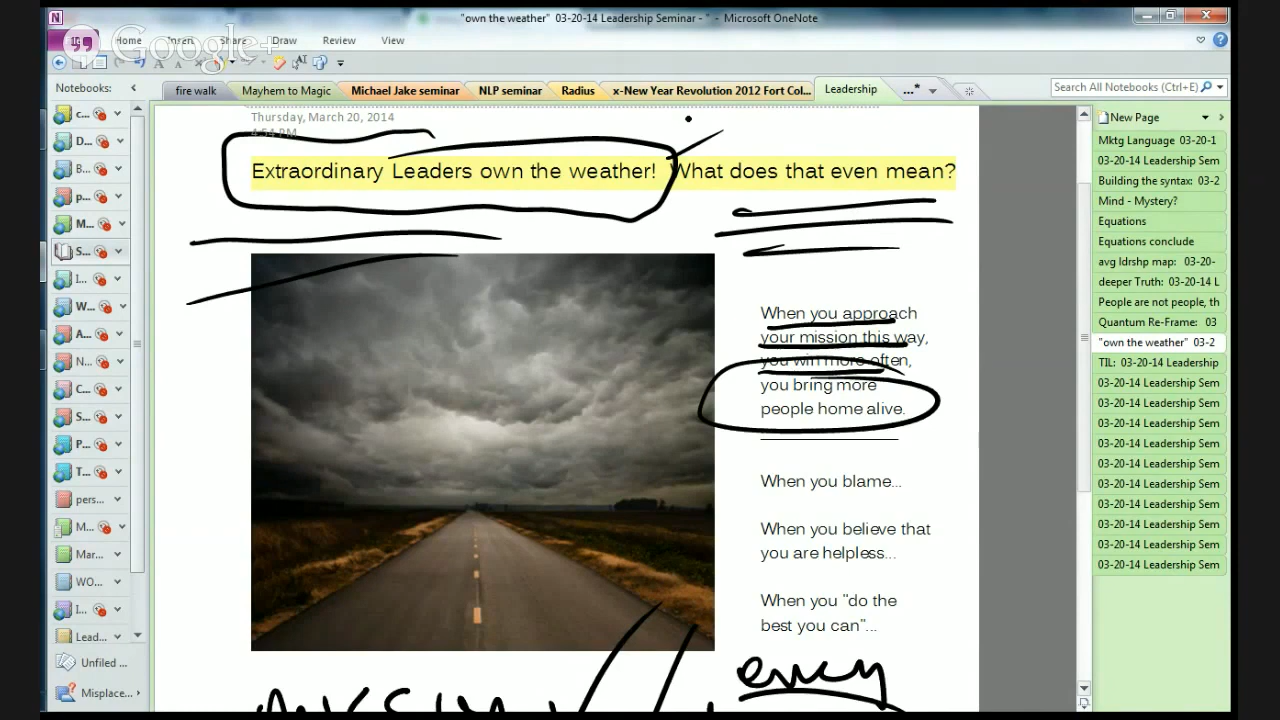 "own the weather" 03-20-14 Leadership Seminar - " - Microsoft OneNote
Google+
Home Insert Share Draw Review View
Notebooks:
fire walk
Mayhem to Magic
Michael Jake seminar
NLP seminar
Radius
x-New Year Revolution 2012 Fort Col...
Leadership
...*
Search All Notebooks (Ctrl+E)
C...
D...
B...
p...
M...
S...
I...
W...
A...
N...
C...
S...
P...
T...
pers...
M...
Mar...
WO...
I...
Lead...
Unfiled ...
Misplace...
Thursday, March 20, 2014
4:54 PM
Extraordinary Leaders own the weather! What does that even mean?
When you approach
your mission this way,
you win more often,
you bring more
people home alive.
When you blame...
When you believe that
you are helpless...
When you "do the
best you can"...
New Page
Mktg Language 03-20-1
03-20-14 Leadership Sem
Building the syntax: 03-2
Mind - Mystery?
Equations
Equations conclude
avg ldrshp map: 03-20-
deeper Truth: 03-20-14 L
People are not people, th
Quantum Re-Frame: 03
"own the weather" 03-2
TIL: 03-20-14 Leadership
03-20-14 Leadership Sem
03-20-14 Leadership Sem
03-20-14 Leadership Sem
03-20-14 Leadership Sem
03-20-14 Leadership Sem
03-20-14 Leadership Sem
03-20-14 Leadership Sem
03-20-14 Leadership Sem
03-20-14 Leadership Sem
03-20-14 Leadership Sem